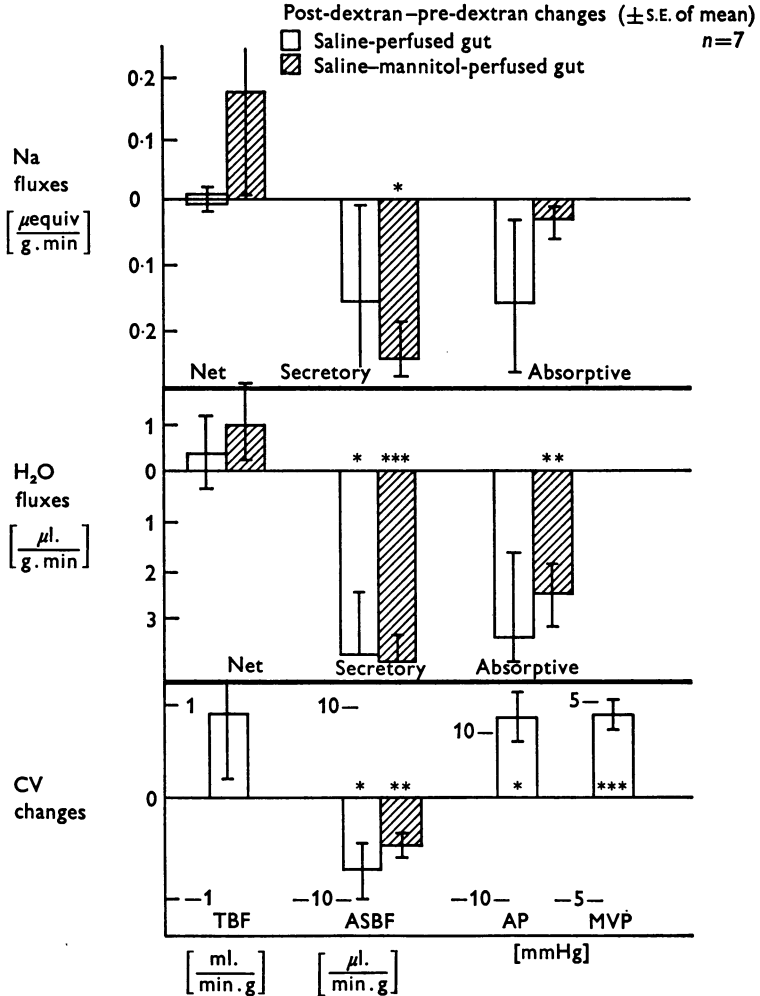 Post-dextran–pre-dextran changes (±S.E. of mean)
Saline-perfused gut n=7
Saline–mannitol-perfused gut
0·2
0·1
Na
fluxes
[μequiv
g.min]
*
0
0·1
0·2
Net Secretory Absorptive
1
* *** **
0
H₂O
fluxes
[μl.
g.min]
1
2
3
Net Secretory Absorptive
1 10– 5–
10–
CV
changes
* ** * ***
0
–1 –10– –10– –5–
TBF ASBF AP MVP
[mmHg]
[ml.
min.g]
[μl.
min.g]